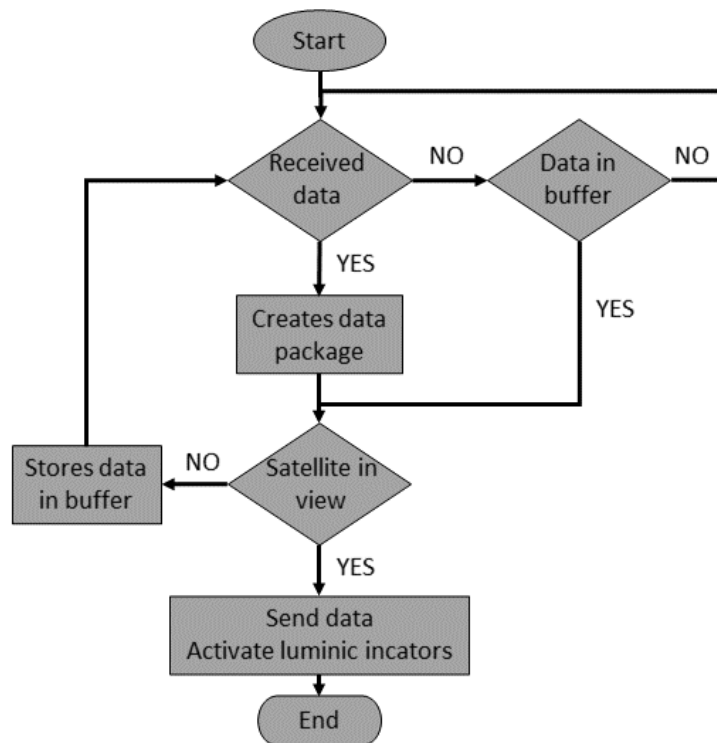 Start
Received
data
NO
Data in
buffer
NO
YES
YES
Creates data
package
Stores data
in buffer
NO
Satellite in
view
YES
Send data
Activate luminic incators
End